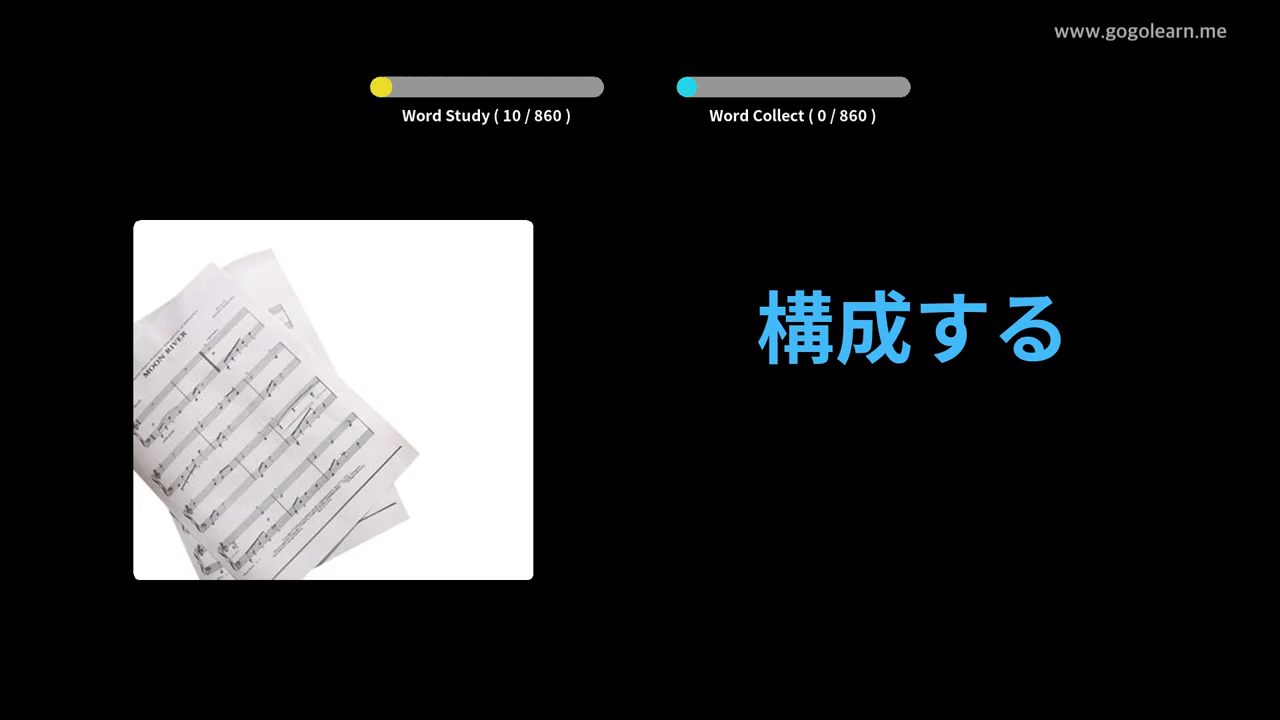 www.gogolearn.me
Word Study ( 10 / 860 )
Word Collect ( 0 / 860 )
MOON RIVER
構成する